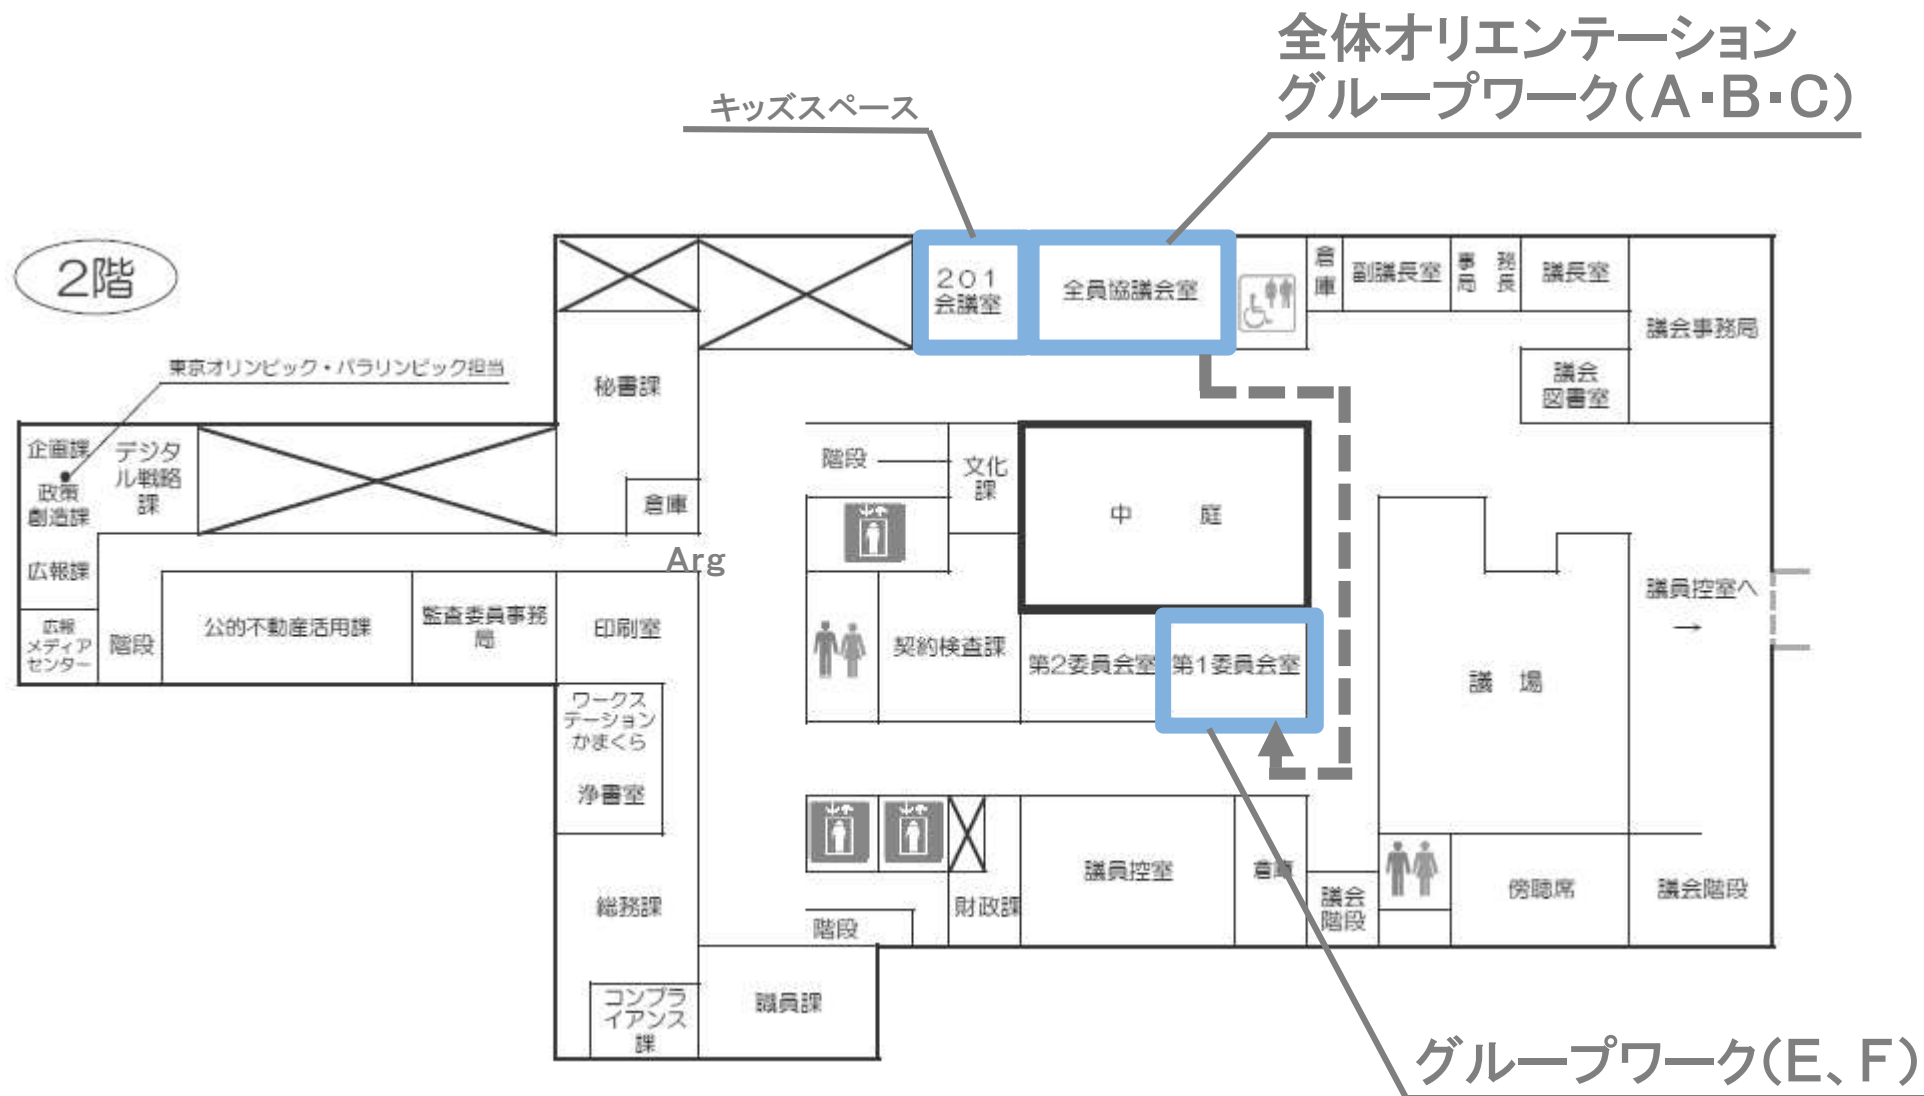 全体オリエンテーション
グループワーク(A・B・C)
キッズスペース
2階
201
会議室
全員協議会室
倉
庫
副議長室
事 務
局 長
議長室
議会事務局
議会
図書室
東京オリンピック・パラリンピック担当
秘書課
企画課
政策
創造課
広報課
デジタ
ル戦略
課
倉庫
階段
文化
課
中 庭
Arg
広報
メディア
センター
階段
公的不動産活用課
監査委員事務
局
印刷室
契約検査課
第2委員会室
第1委員会室
議場
議員控室へ
→
ワークス
テーション
かまくら
浄書室
総務課
階段
財政課
議員控室
倉庫
議会
階段
傍聴席
議会階段
コンプラ
イアンス
課
職員課
グループワーク(E、F)